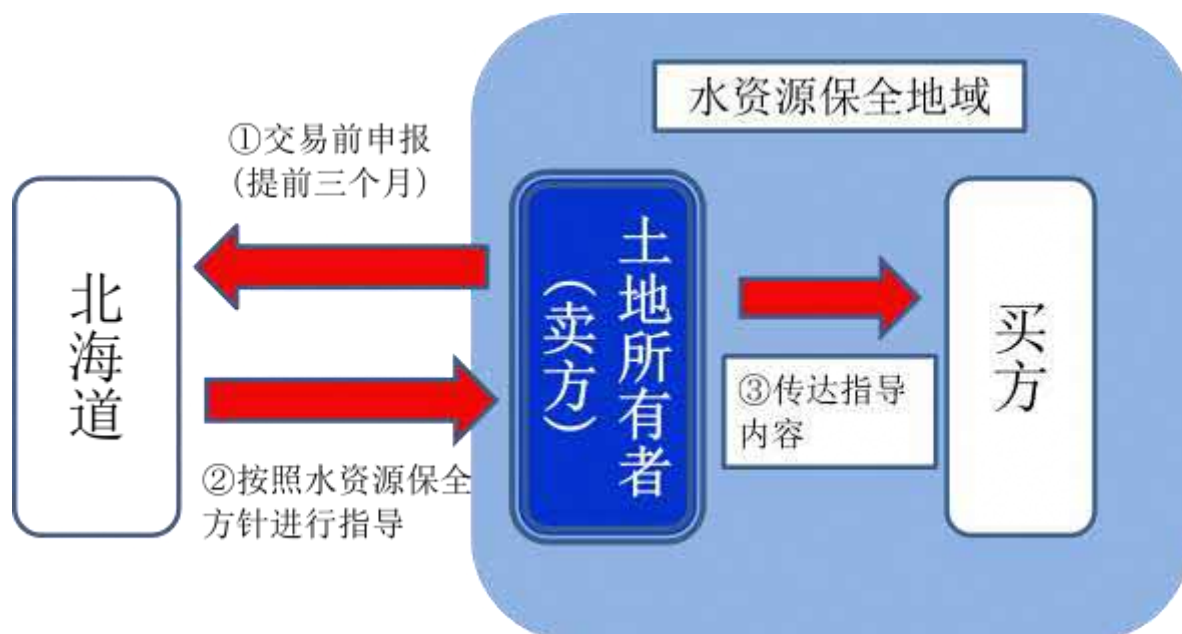 水资源保全地域
①交易前申报
(提前三个月)
北海道
土地所有者
(卖方)
买方
③传达指导
内容
②按照水资源保全
方针进行指导